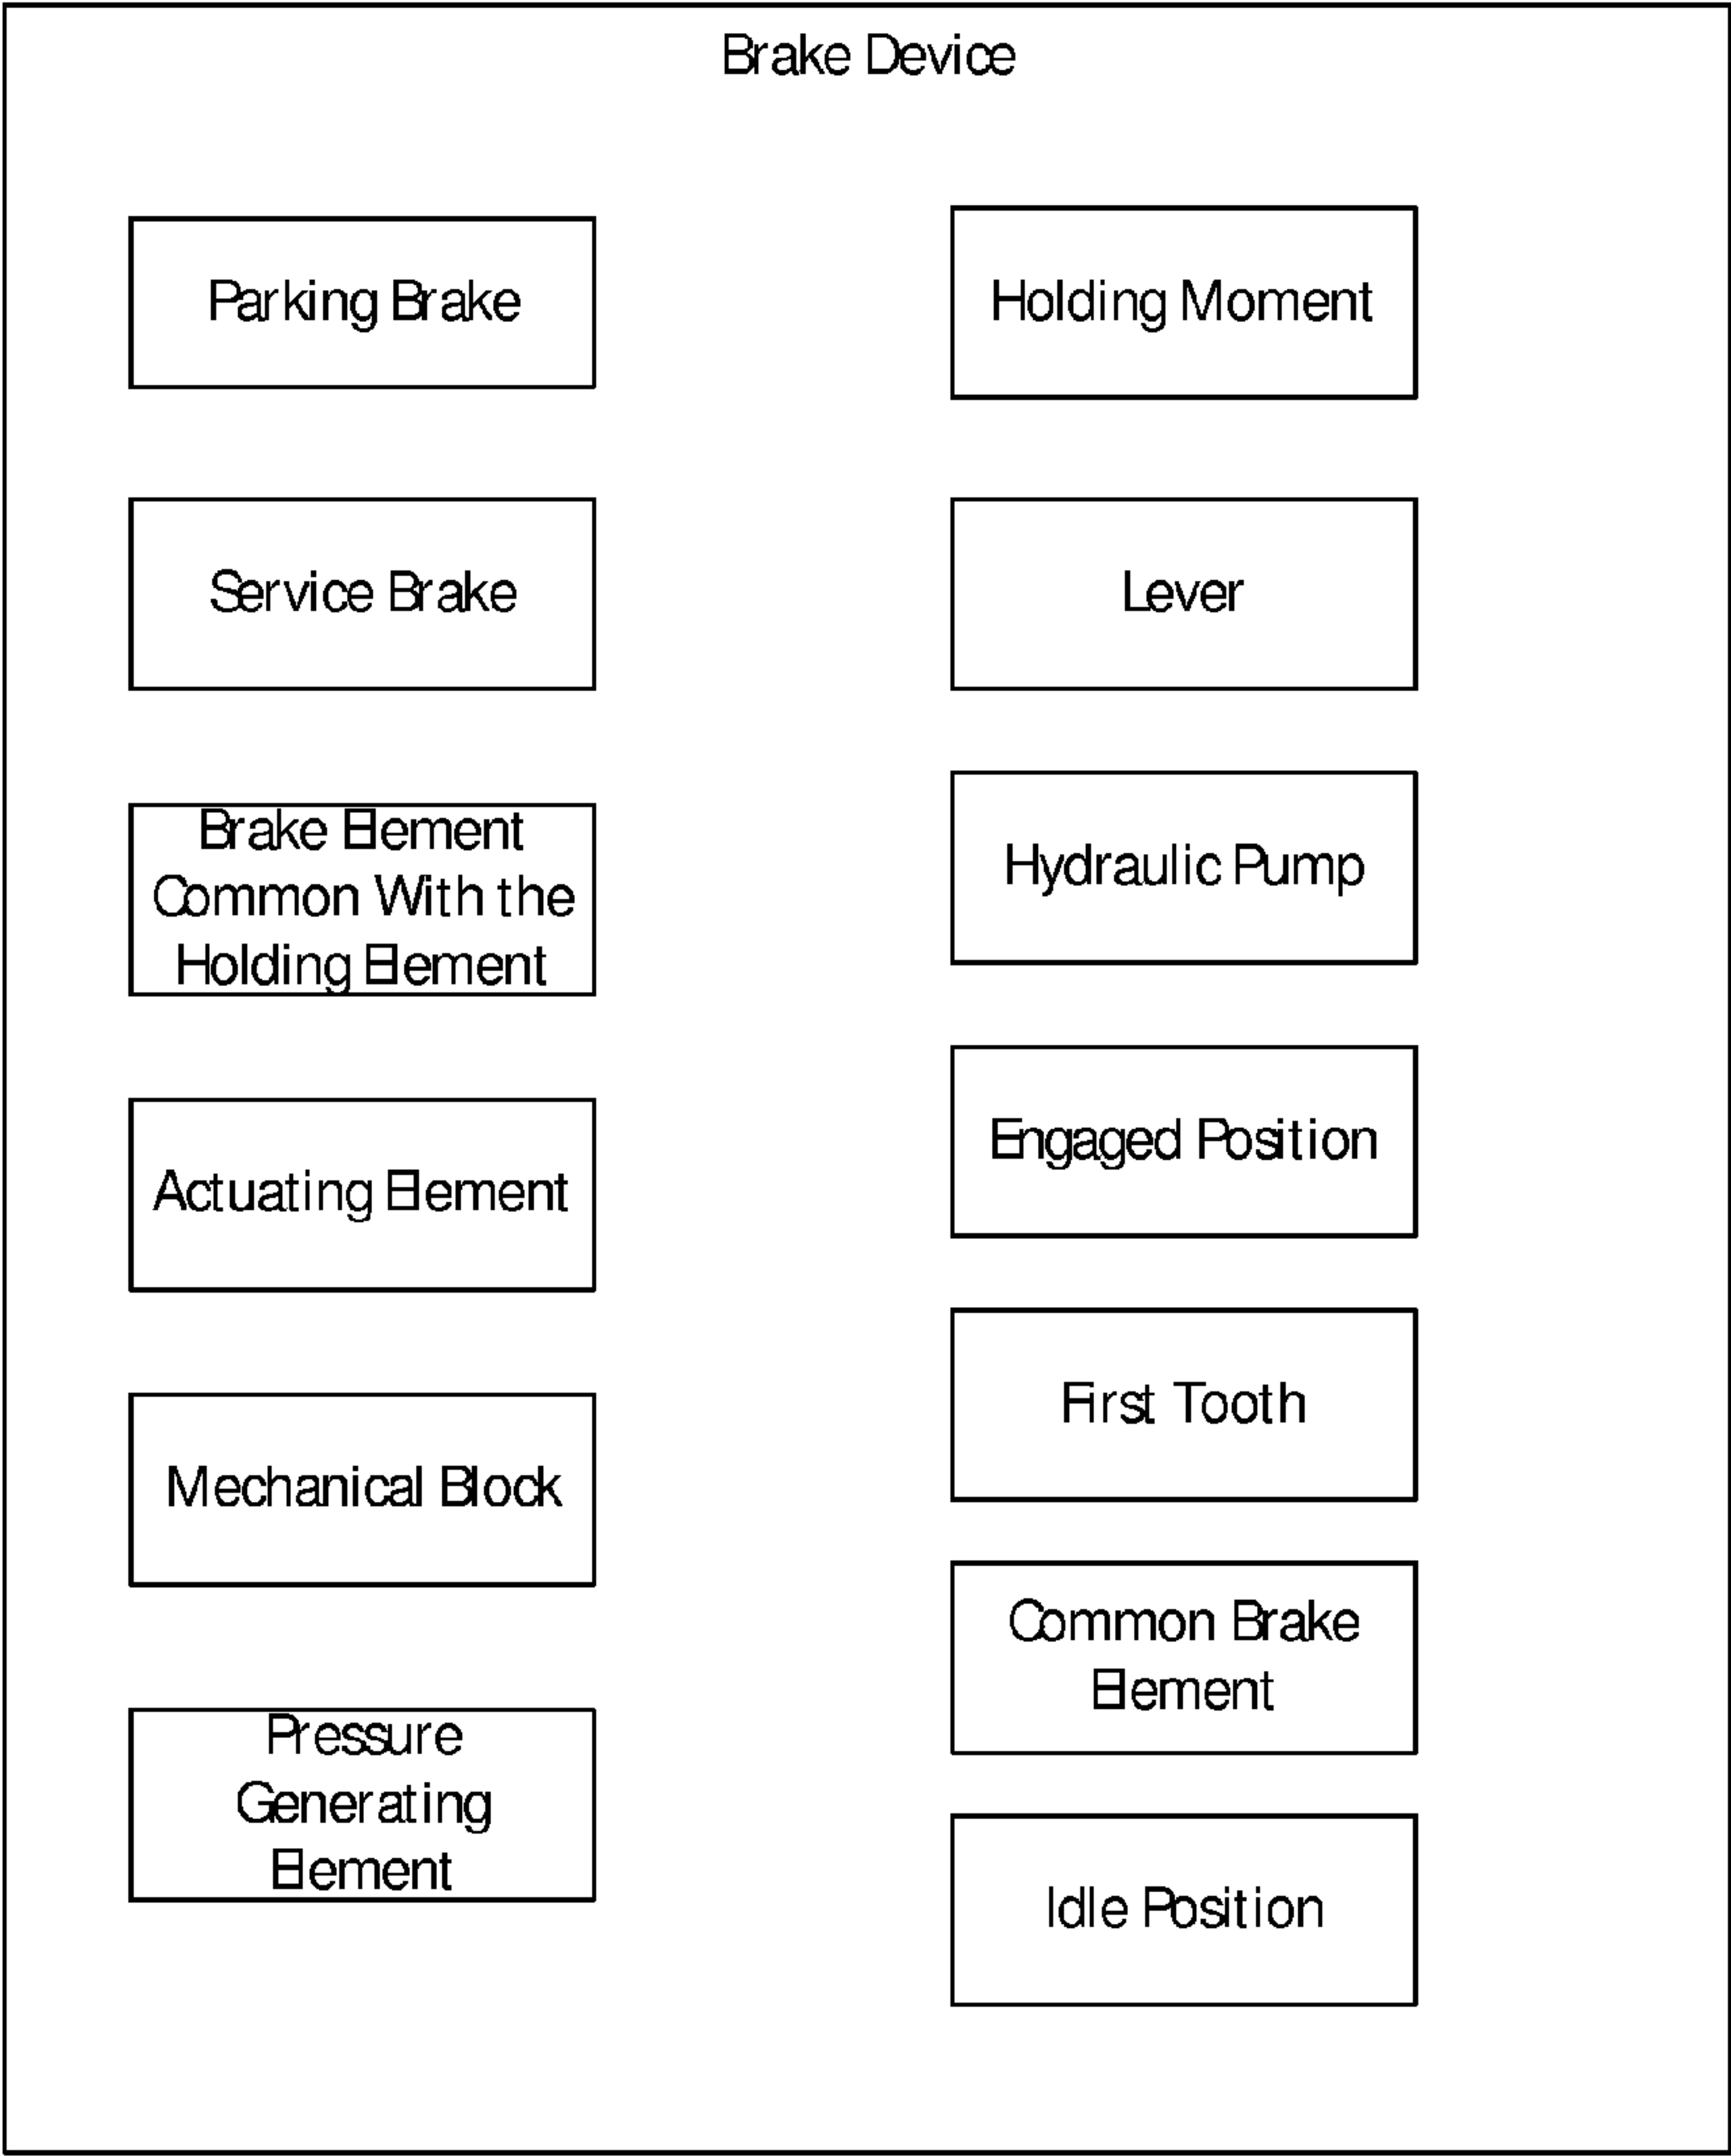 Brake Device
Parking Brake
Service Brake
Brake Element
Common With the
Holding Element
Actuating Element
Mechanical Block
Pressure
Generating
Element
Holding Moment
Lever
Hydraulic Pump
Engaged Position
First Tooth
Common Brake
Element
Idle Position